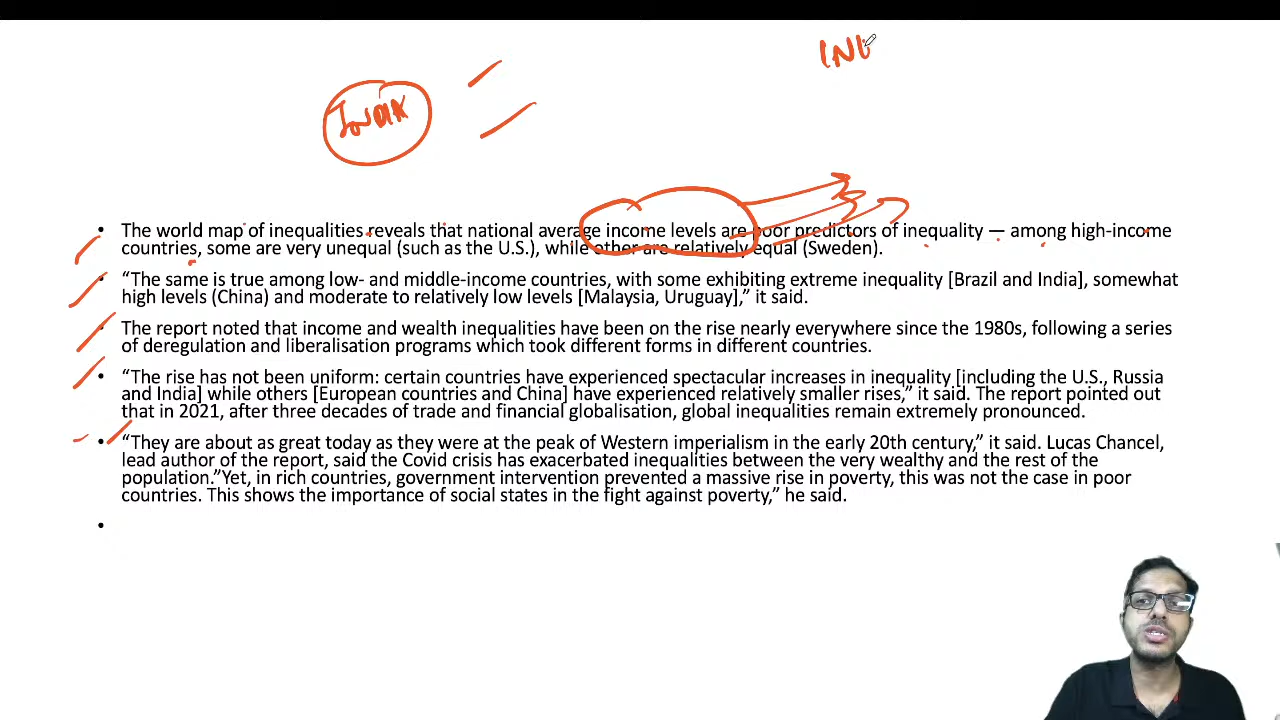 INDIA
• The world map of inequalities reveals that national average income levels are poor predictors of inequality — among high-income
countries, some are very unequal (such as the U.S.), while other are relatively equal (Sweden).
• “The same is true among low- and middle-income countries, with some exhibiting extreme inequality [Brazil and India], somewhat
high levels (China) and moderate to relatively low levels [Malaysia, Uruguay],” it said.
• The report noted that income and wealth inequalities have been on the rise nearly everywhere since the 1980s, following a series
of deregulation and liberalisation programs which took different forms in different countries.
• “The rise has not been uniform: certain countries have experienced spectacular increases in inequality [including the U.S., Russia
and India] while others [European countries and China] have experienced relatively smaller rises,” it said. The report pointed out
that in 2021, after three decades of trade and financial globalisation, global inequalities remain extremely pronounced.
• “They are about as great today as they were at the peak of Western imperialism in the early 20th century,” it said. Lucas Chancel,
lead author of the report, said the Covid crisis has exacerbated inequalities between the very wealthy and the rest of the
population.”Yet, in rich countries, government intervention prevented a massive rise in poverty, this was not the case in poor
countries. This shows the importance of social states in the fight against poverty,” he said.
•